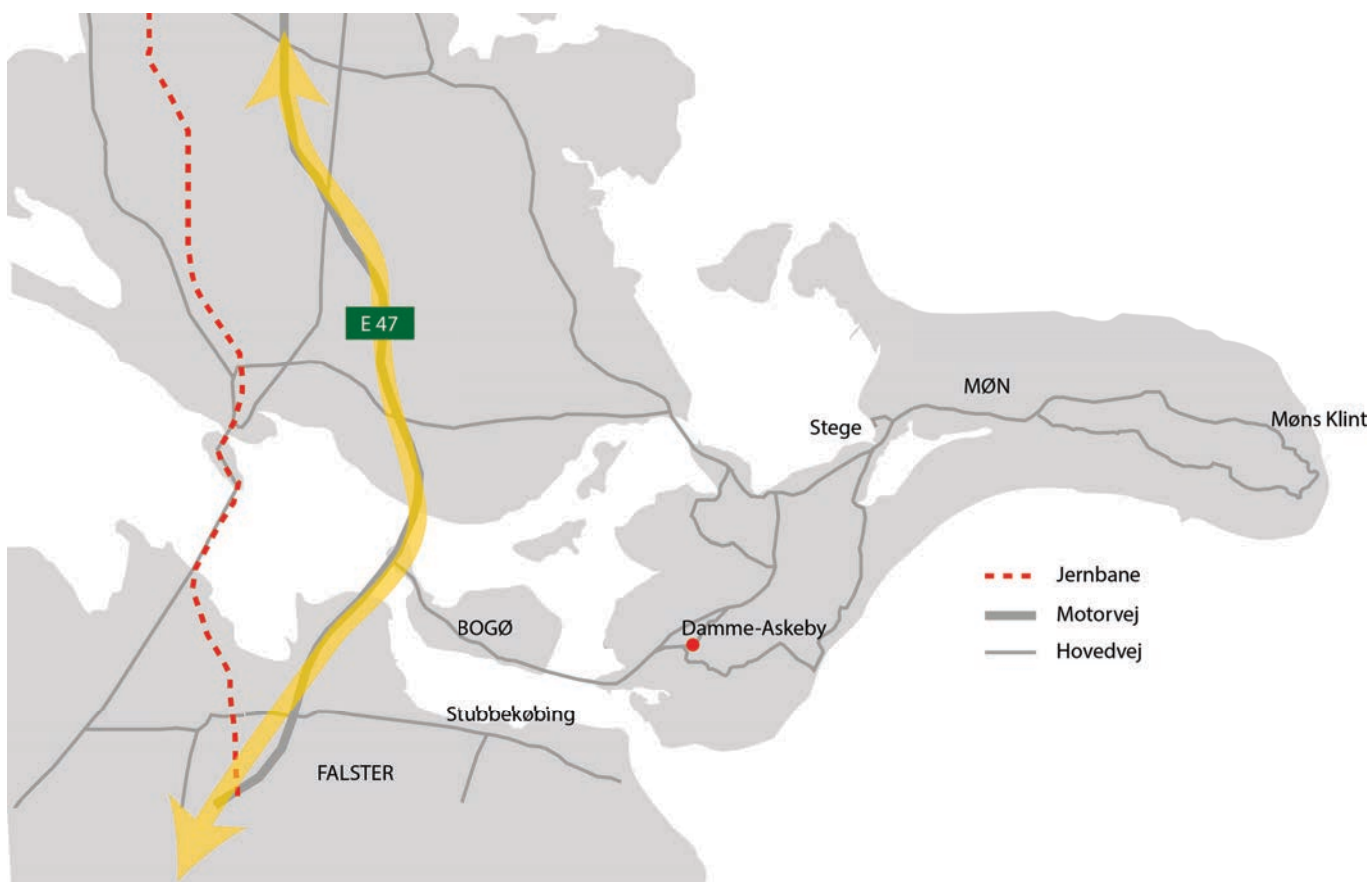 E 47
MØN
Møns Klint
Stege
Jernbane
Motorvej
BOGØ
Damme-Askeby
Hovedvej
Stubbekøbing
FALSTER